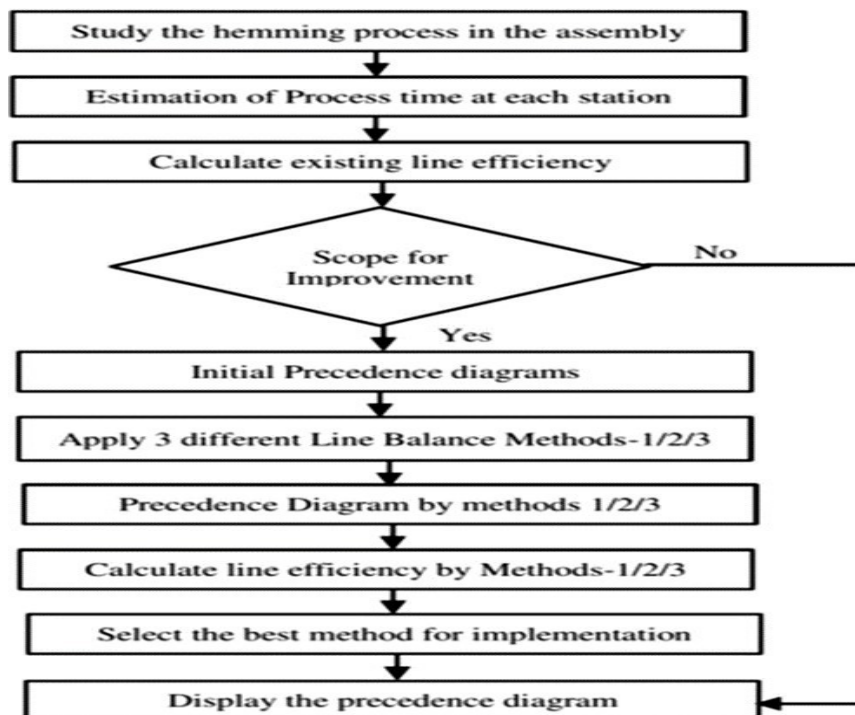 Study the hemming process in the assembly
Estimation of Process time at each station
Calculate existing line efficiency
Scope for
Improvement
No
Yes
Initial Precedence diagrams
Apply 3 different Line Balance Methods-1/2/3
Precedence Diagram by methods 1/2/3
Calculate line efficiency by Methods-1/2/3
Select the best method for implementation
Display the precedence diagram